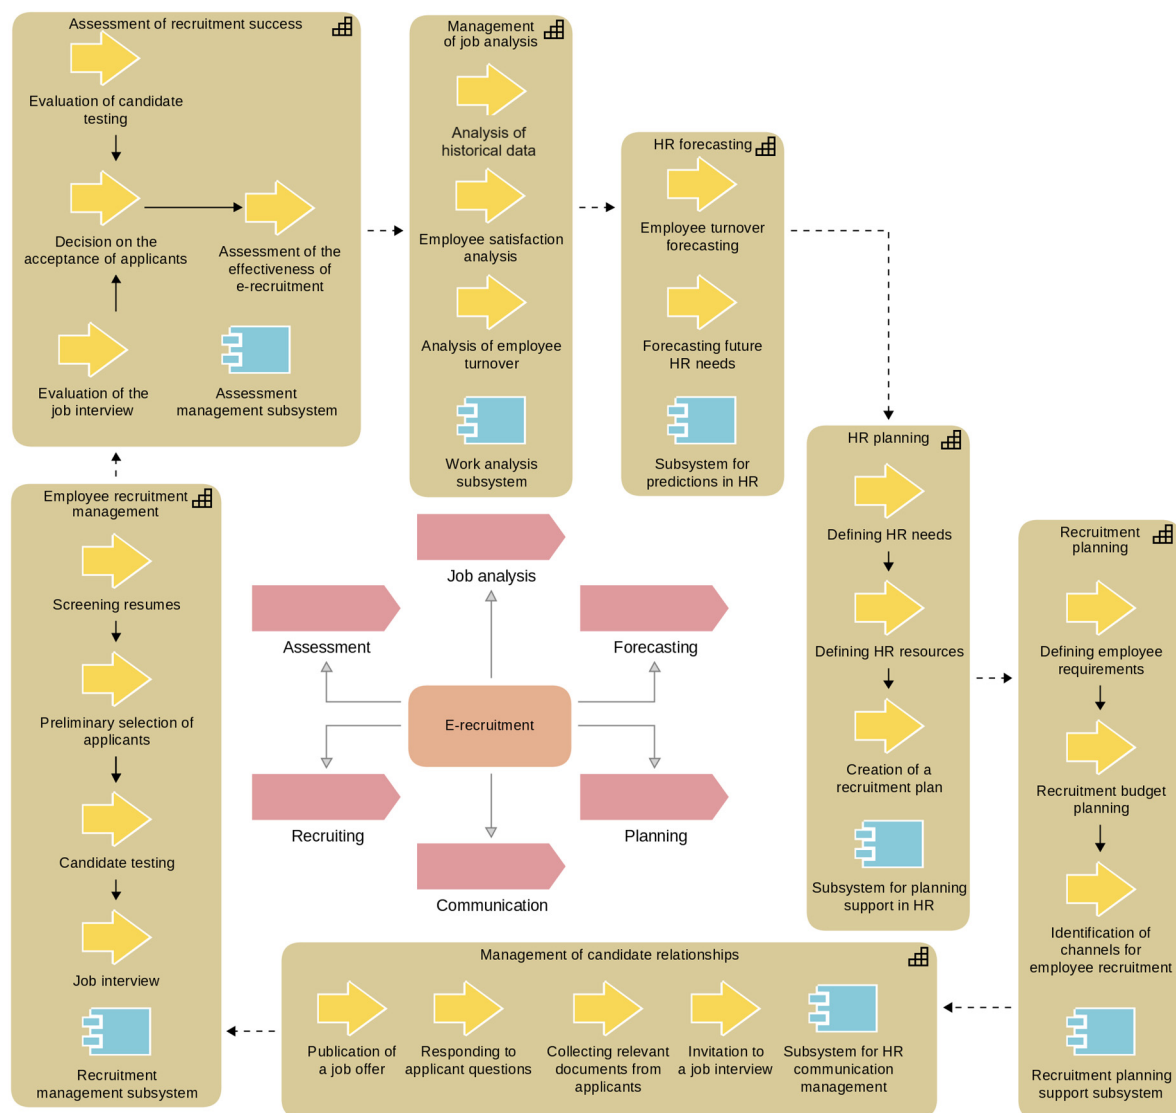 Assessment of recruitment success
Evaluation of candidate
testing
Decision on the
acceptance of applicants
Assessment of the
effectiveness of
e-recruitment
Evaluation of the
job interview
Assessment
management subsystem
Management
of job analysis
Analysis of
historical data
Employee satisfaction
analysis
Analysis of employee
turnover
Work analysis
subsystem
HR forecasting
Employee turnover
forecasting
Forecasting future
HR needs
Subsystem for
predictions in HR
HR planning
Defining HR needs
Defining HR resources
Creation of a
recruitment plan
Subsystem for planning
support in HR
Recruitment
planning
Defining employee
requirements
Recruitment budget
planning
Identification of
channels for
employee recruitment
Recruitment planning
support subsystem
Employee recruitment
management
Screening resumes
Preliminary selection of
applicants
Candidate testing
Job interview
Recruitment
management subsystem
Job analysis
Assessment
Forecasting
E-recruitment
Recruiting
Planning
Communication
Management of candidate relationships
Publication of
a job offer
Responding to
applicant questions
Collecting relevant
documents from
applicants
Invitation to
a job interview
Subsystem for HR
communication
management